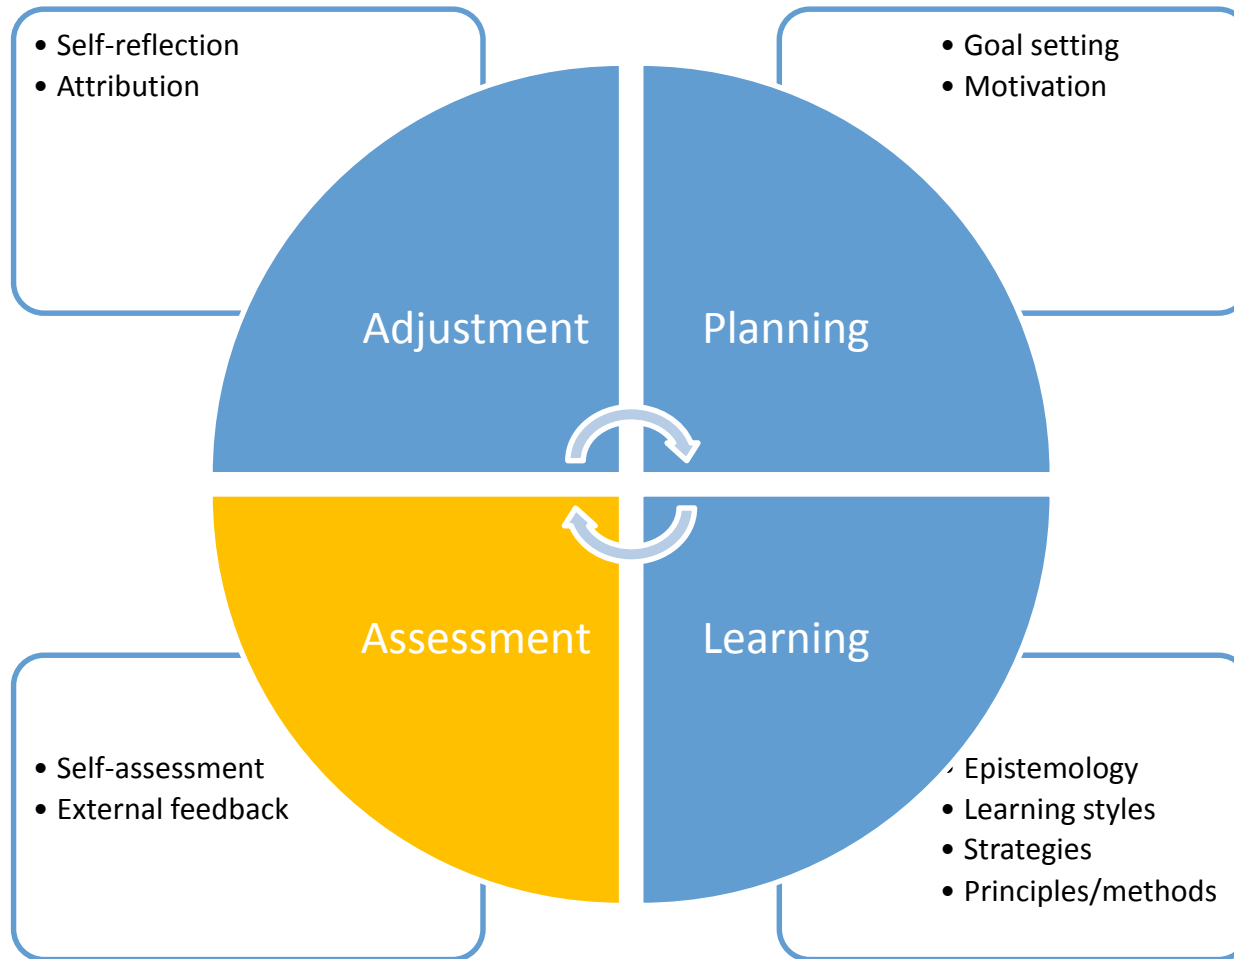 • Self-reflection
• Attribution
• Goal setting
• Motivation
Adjustment
Planning
Assessment
Learning
• Self-assessment
• External feedback
• Epistemology
• Learning styles
• Strategies
• Principles/methods